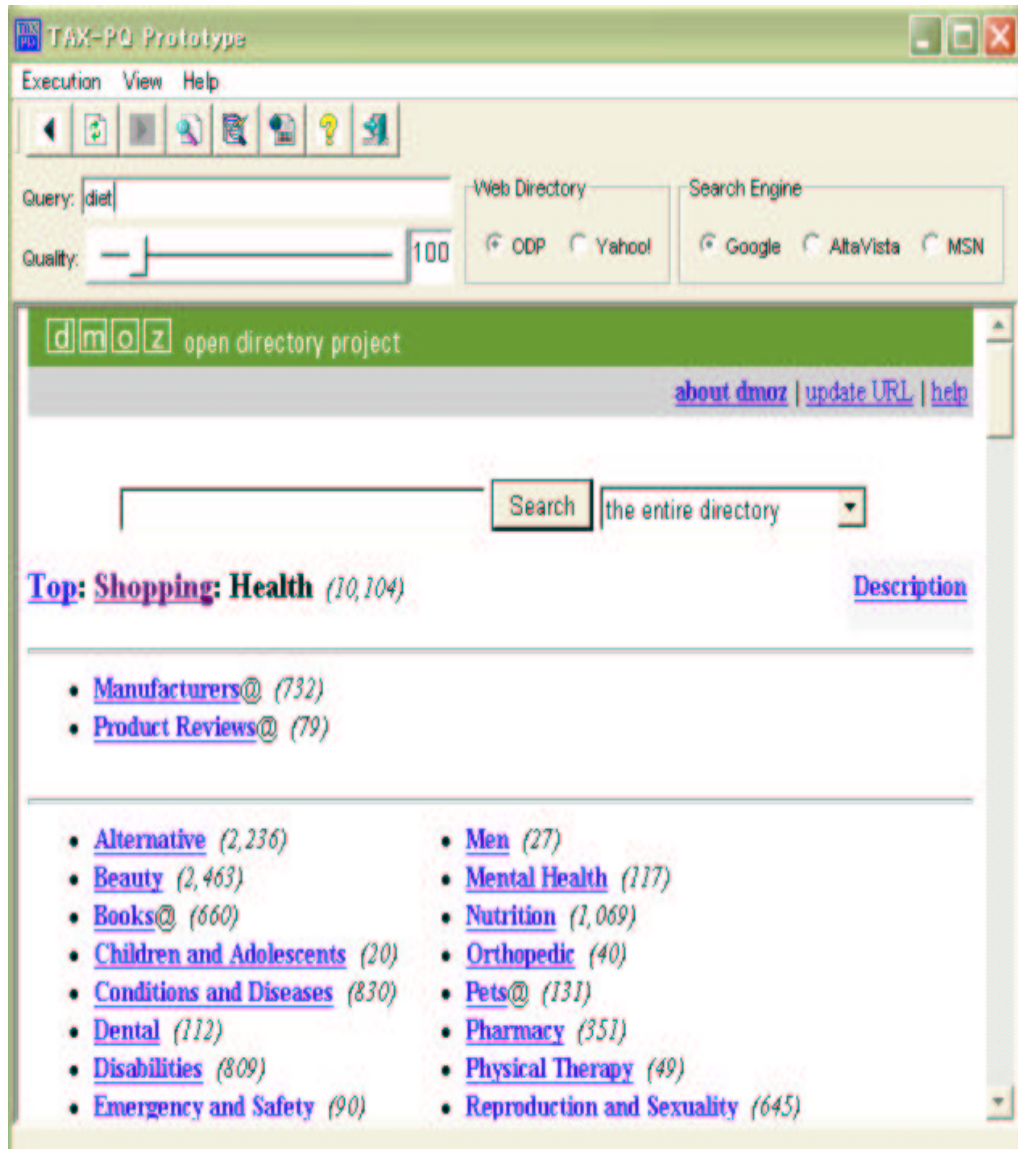 TAX-PQ Prototype
Execution View Help
Query: diet
Web Directory
Search Engine
Quality: 100
ODP Yahoo!
Google AltaVista MSN
dmoz open directory project
about dmoz | update URL | help
Search the entire directory
Top: Shopping: Health (10,104) Description
Manufacturers@ (732)
Product Reviews@ (79)
Alternative (2,236)
Beauty (2,463)
Books@ (660)
Children and Adolescents (20)
Conditions and Diseases (830)
Dental (112)
Disabilities (809)
Emergency and Safety (90)
Men (27)
Mental Health (117)
Nutrition (1,069)
Orthopedic (40)
Pets@ (131)
Pharmacy (351)
Physical Therapy (49)
Reproduction and Sexuality (645)